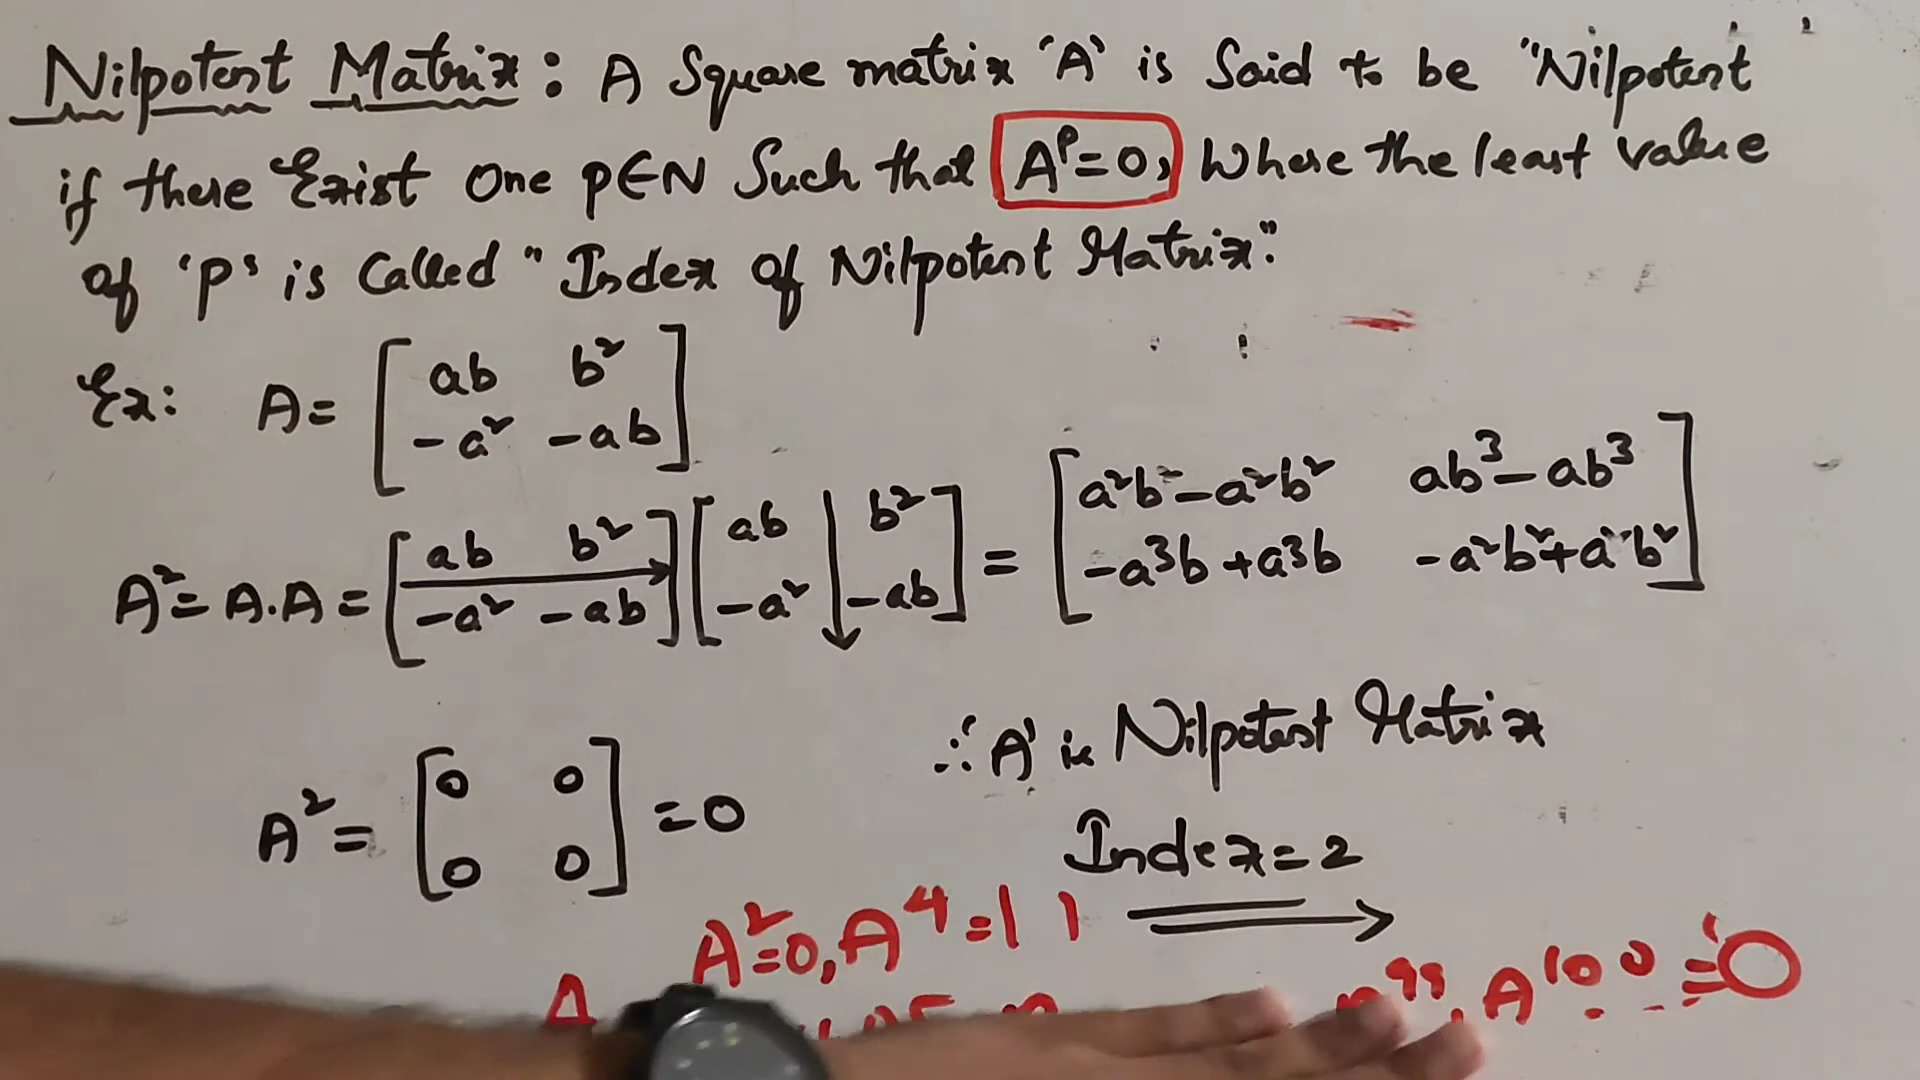 Nilpotent Matrix : A Square matrix 'A' is Said to be "Nilpotent"
if there Exist One p∈N Such that Aᵖ=0, Where the least value
of 'P' is Called "Index of Nilpotent Matrix".
Ex: A= [ab b² -a² -ab]
A²= A.A = [ab b² -a² -ab] [ab b² -a² -ab] = [a²b²-a²b² ab³-ab³ -a³b+a³b -a²b²+a²b²]
A² = [0 0 0 0] =0
∴ 'A' is Nilpotent Matrix
Index=2
A²=0, A⁴=
A¹⁰⁰ = 0